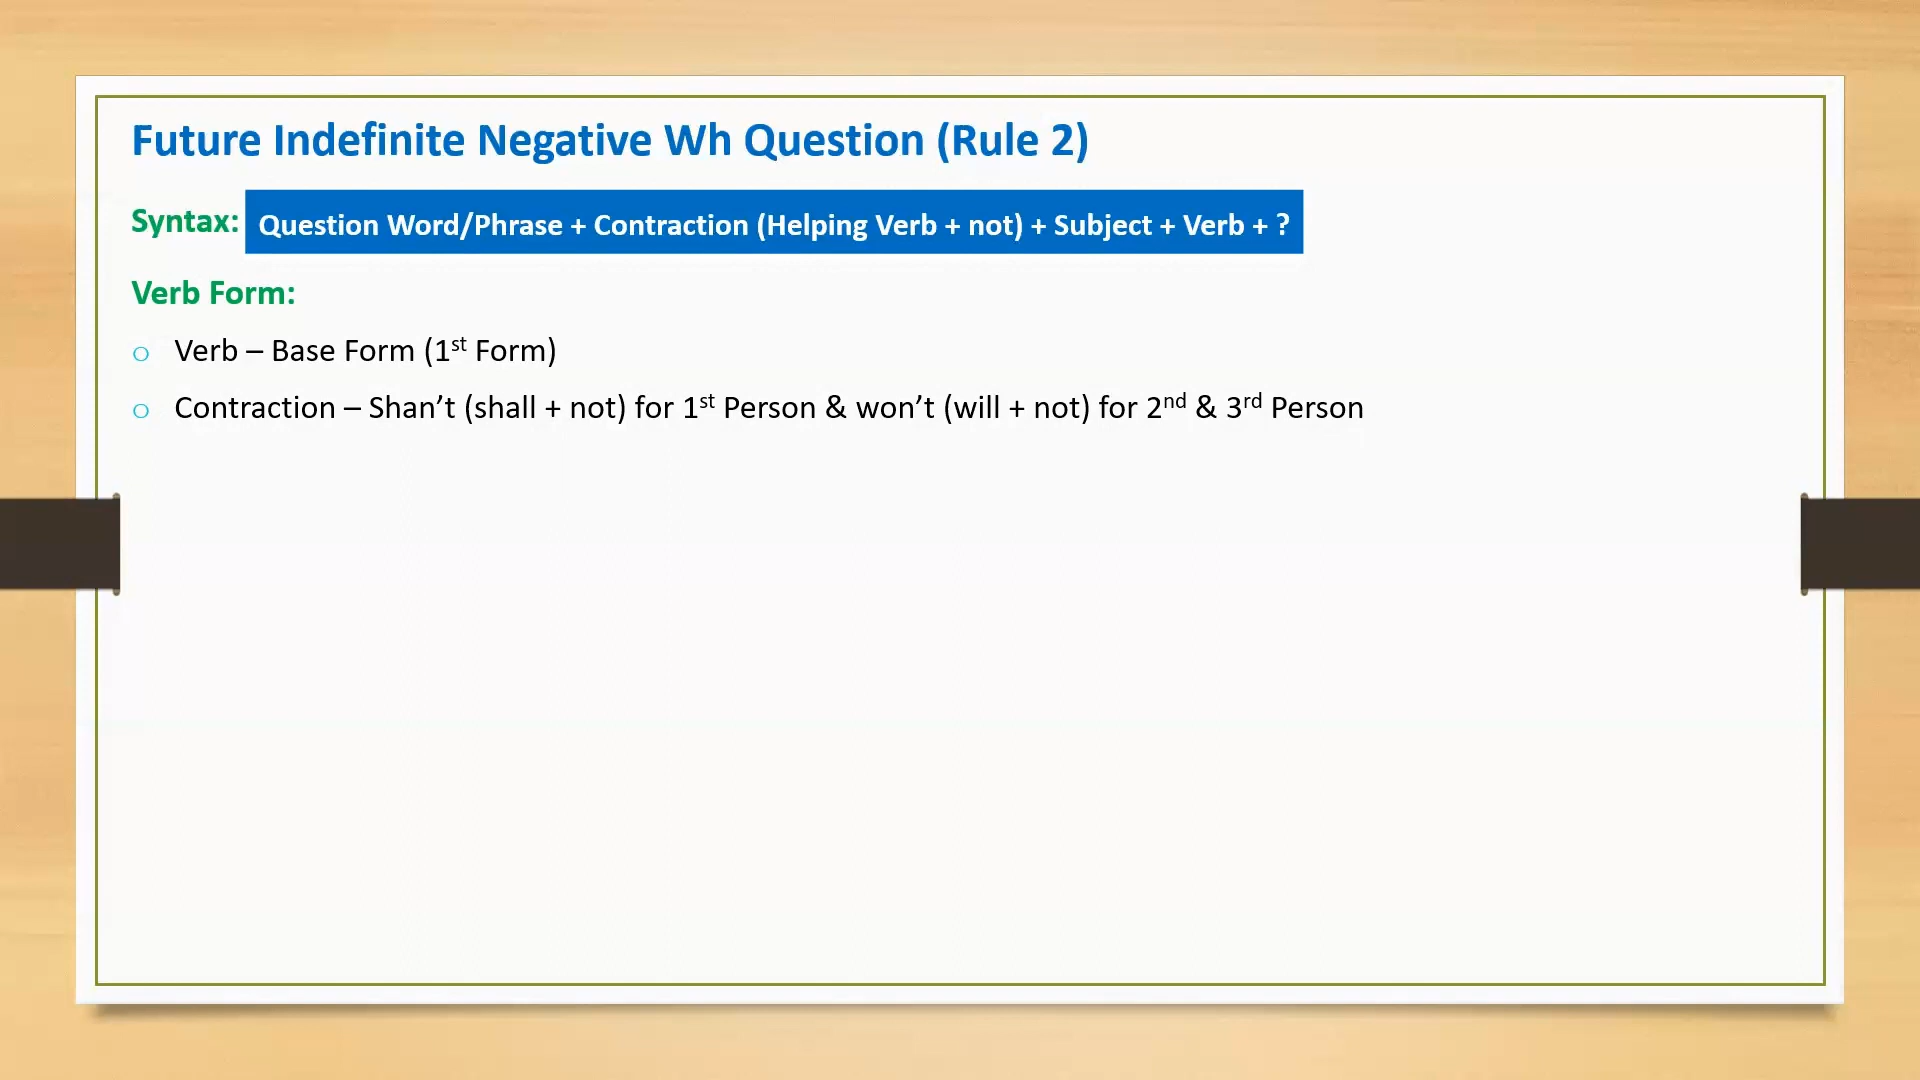 Future Indefinite Negative Wh Question (Rule 2)
Syntax: Question Word/Phrase + Contraction (Helping Verb + not) + Subject + Verb + ?
Verb Form:
o Verb – Base Form (1st Form)
o Contraction – Shan’t (shall + not) for 1st Person & won’t (will + not) for 2nd & 3rd Person